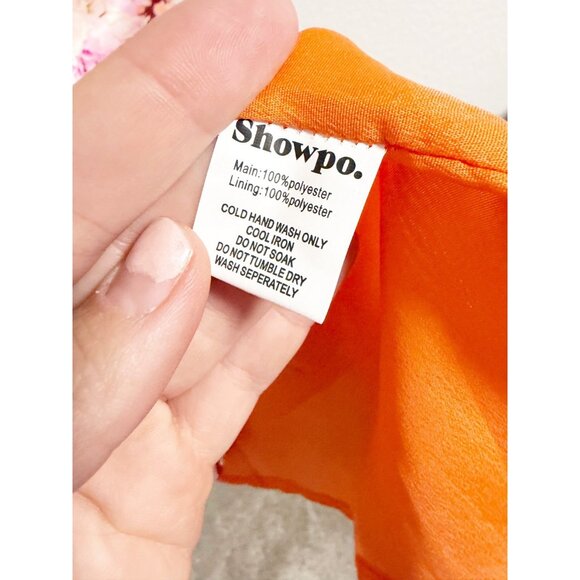 Showpo.
Main:100%polyester
Lining:100%polyester
COLD HAND WASH ONLY
COOL IRON
DO NOT SOAK
DO NOT TUMBLE DRY
WASH SEPERATELY